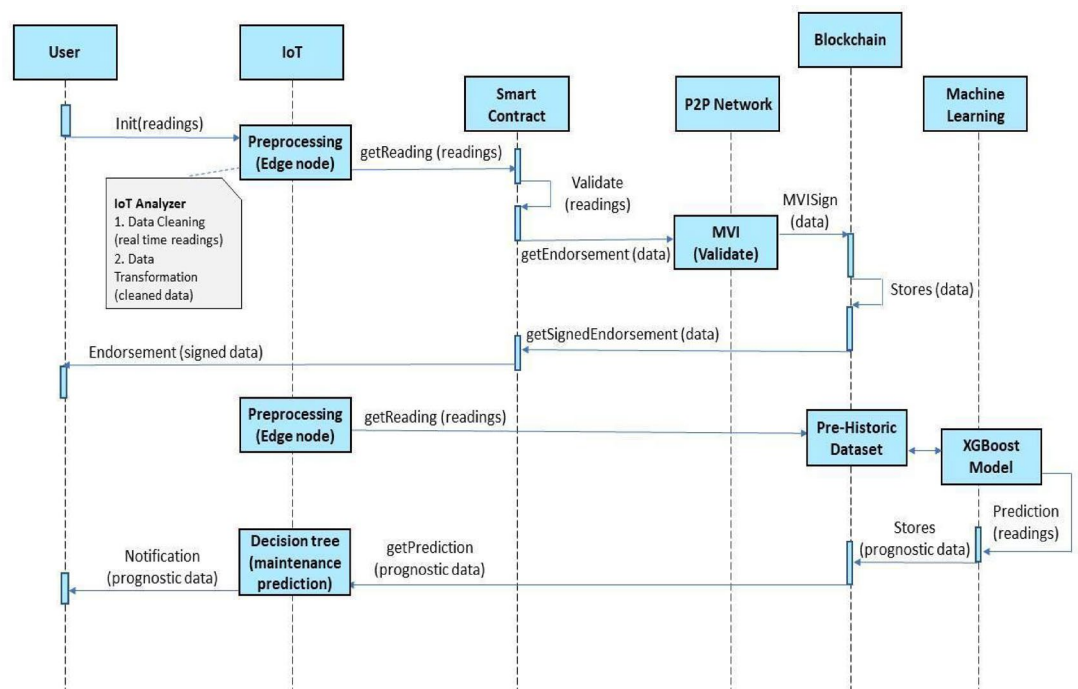 User
IoT
Blockchain
Smart
Contract
P2P Network
Machine
Learning
Init(readings)
Preprocessing
(Edge node)
getReading (readings)
Validate
(readings)
IoT Analyzer
1. Data Cleaning
(real time readings)
2. Data
Transformation
(cleaned data)
getEndorsement (data)
MVI
(Validate)
MVISign
(data)
Stores (data)
getSignedEndorsement (data)
Endorsement (signed data)
Preprocessing
(Edge node)
getReading (readings)
Pre-Historic
Dataset
XGBoost
Model
Prediction
(readings)
Stores
(prognostic data)
getPrediction
(prognostic data)
Decision tree
(maintenance
prediction)
Notification
(prognostic data)